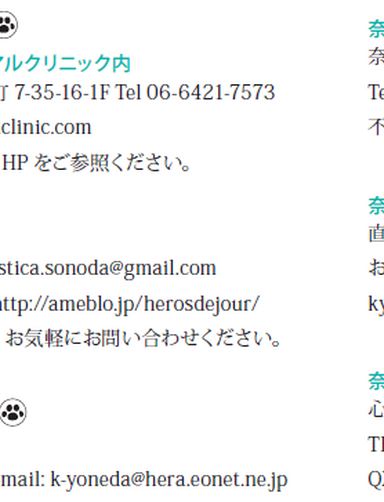 アルクリニック内
町 7-35-16-1F Tel 06-6421-7573
clinic.com
HP をご参照ください。
stica.sonoda@gmail.com
http://ameblo.jp/herosdejour/
お気軽にお問い合わせください。
mail: k-yoneda@hera.eonet.ne.jp
奈
奈
Te
不
奈
直
お
ky
奈
心
TE